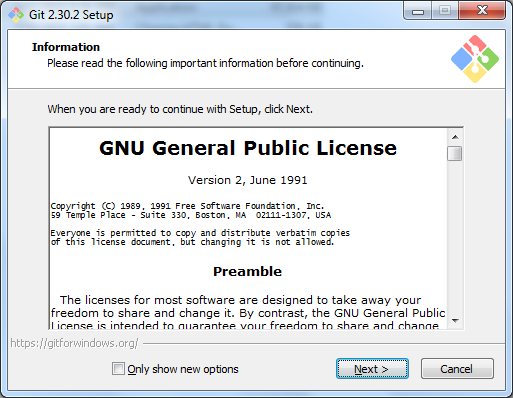 Git 2.30.2 Setup
Information
Please read the following important information before continuing.
When you are ready to continue with Setup, click Next.
GNU General Public License
Version 2, June 1991
Copyright (C) 1989, 1991 Free Software Foundation, Inc.
59 Temple Place - Suite 330, Boston, MA  02111-1307, USA
Everyone is permitted to copy and distribute verbatim copies
of this license document, but changing it is not allowed.
Preamble
The licenses for most software are designed to take away your
freedom to share and change it. By contrast, the GNU General Public
License is intended to guarantee your freedom to share and change
https://gitforwindows.org/
Only show new options
Next >
Cancel